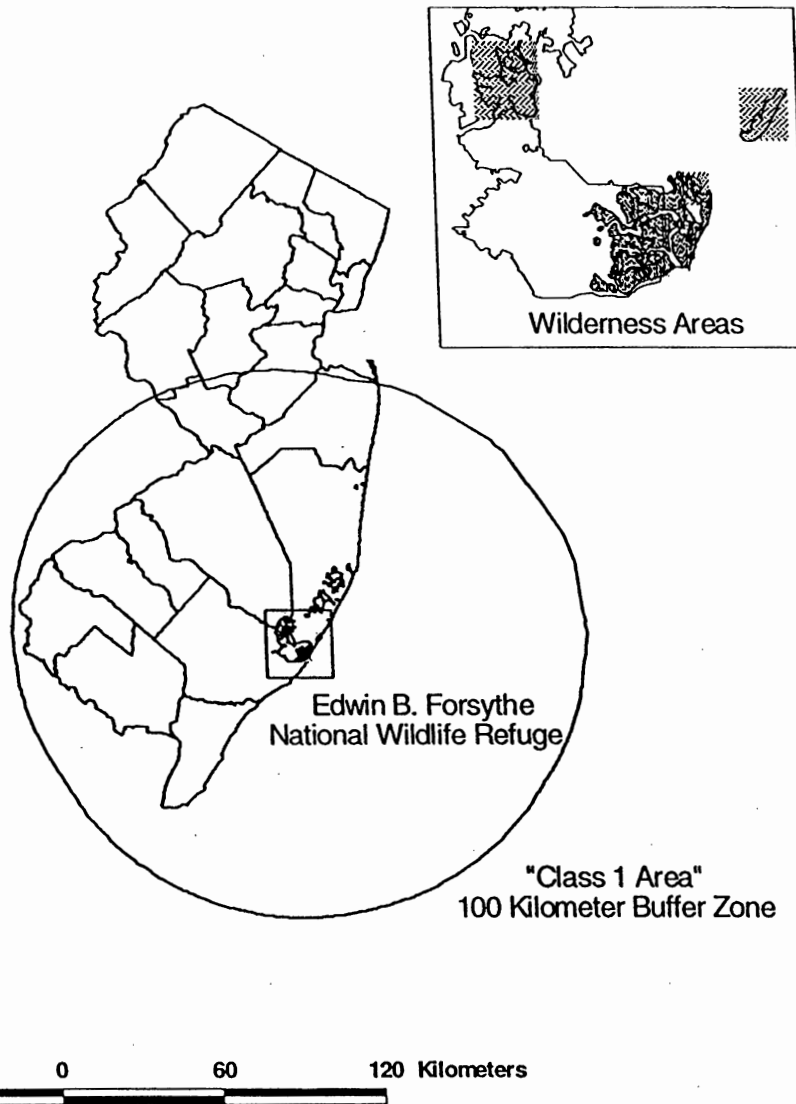 Wilderness Areas
Edwin B. Forsythe
National Wildlife Refuge
"Class 1 Area"
100 Kilometer Buffer Zone
0 60 120 Kilometers